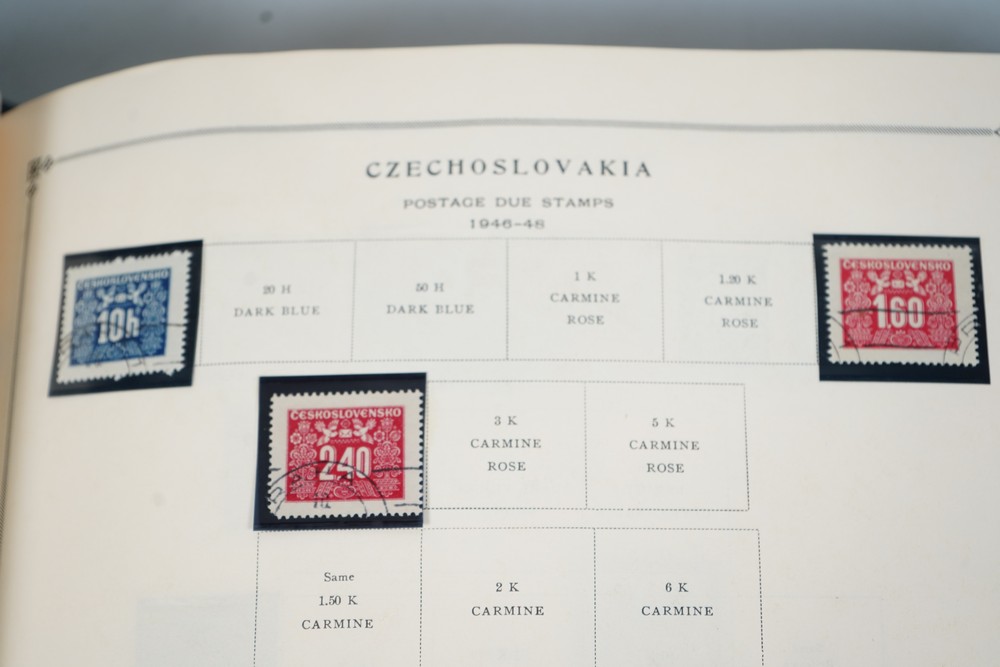 CZECHOSLOVAKIA
POSTAGE DUE STAMPS
1946-48
ČESKOSLOVENSKO
10h
20 H
DARK BLUE
50 H
DARK BLUE
1 K
CARMINE
ROSE
1.20 K
CARMINE
ROSE
ČESKOSLOVENSKO
1.60
ČESKOSLOVENSKO
2.40
3 K
CARMINE
ROSE
5 K
CARMINE
ROSE
Same
1.50 K
CARMINE
2 K
CARMINE
6 K
CARMINE